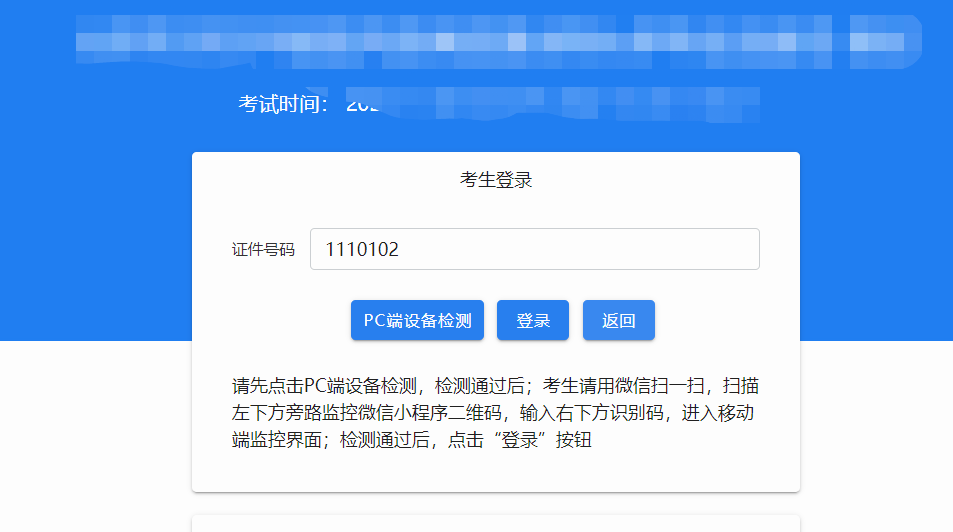 考试时间：
考生登录
证件号码 1110102
PC端设备检测 登录 返回
请先点击PC端设备检测，检测通过后；考生请用微信扫一扫，扫描
左下方旁路监控微信小程序二维码，输入右下方识别码，进入移动
端监控界面；检测通过后，点击“登录”按钮